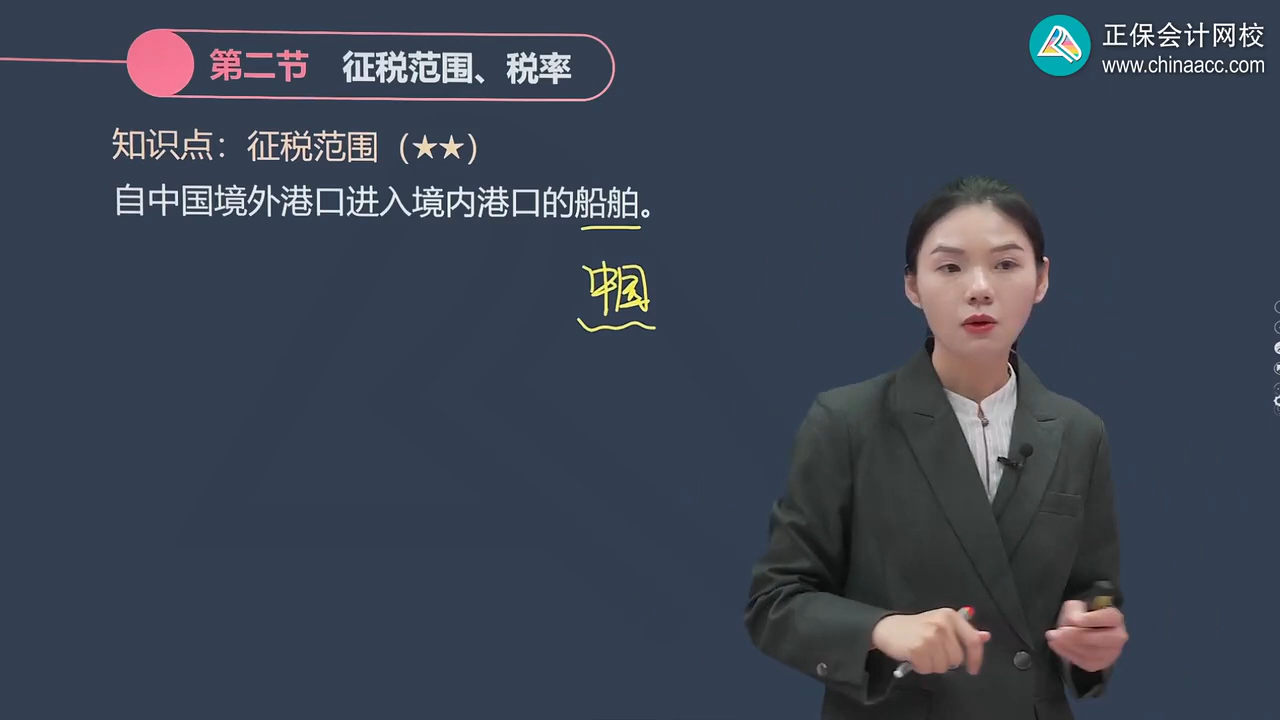 正保会计网校
www.chinaacc.com
第二节 征税范围、税率
知识点：征税范围（★★）
自中国境外港口进入境内港口的船舶。
中国